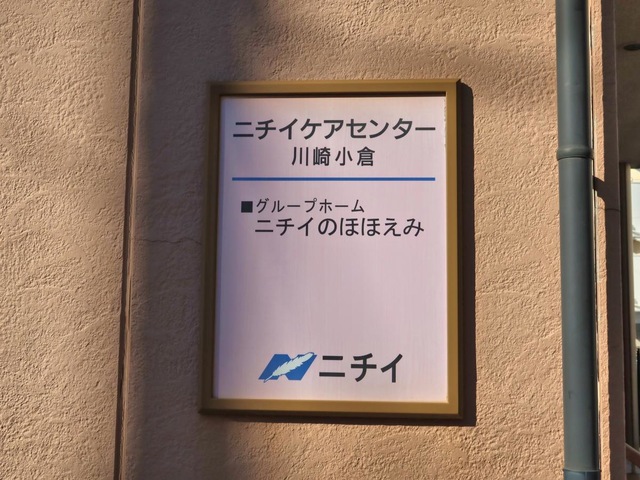 ニチイケアセンター
川崎小倉
■グループホーム
ニチイのほほえみ
ニチイ